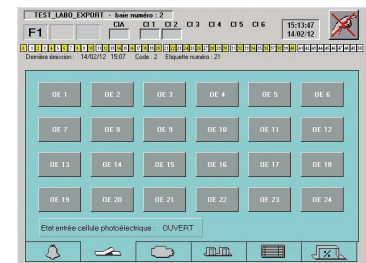 TEST_LABO_EXPORT - baie numéro : 2
F1
CIA CI 1 CI 2 CI 3 CI 4 CI 5 CI 6
15:13:47
14/02/12
Dernière émission : 14/02/12 15:07 Code : 2 Etiquette numéro : 21
OE 1 OE 2 OE 3 OE 4 OE 5 OE 6
OE 7 OE 8 OE 9 OE 10 OE 11 OE 12
OE 13 OE 14 OE 15 OE 16 OE 17 OE 18
OE 19 OE 20 OE 21 OE 22 OE 23 OE 24
Etat entrée cellule photoélectrique : OUVERT
%